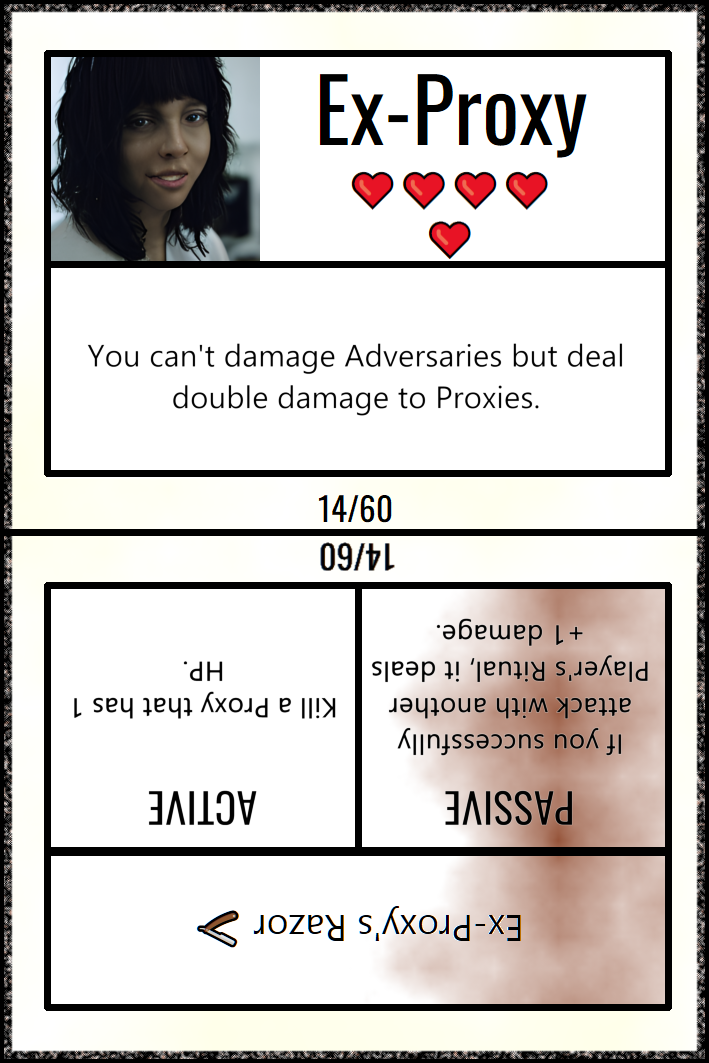 Ex-Proxy
You can't damage Adversaries but deal
double damage to Proxies.
14/60
14/60
Ex-Proxy's Razor
PASSIVE
If you successfully
attack with another
Player's Ritual, it deals
+1 damage.
ACTIVE
Kill a Proxy that has 1
HP.